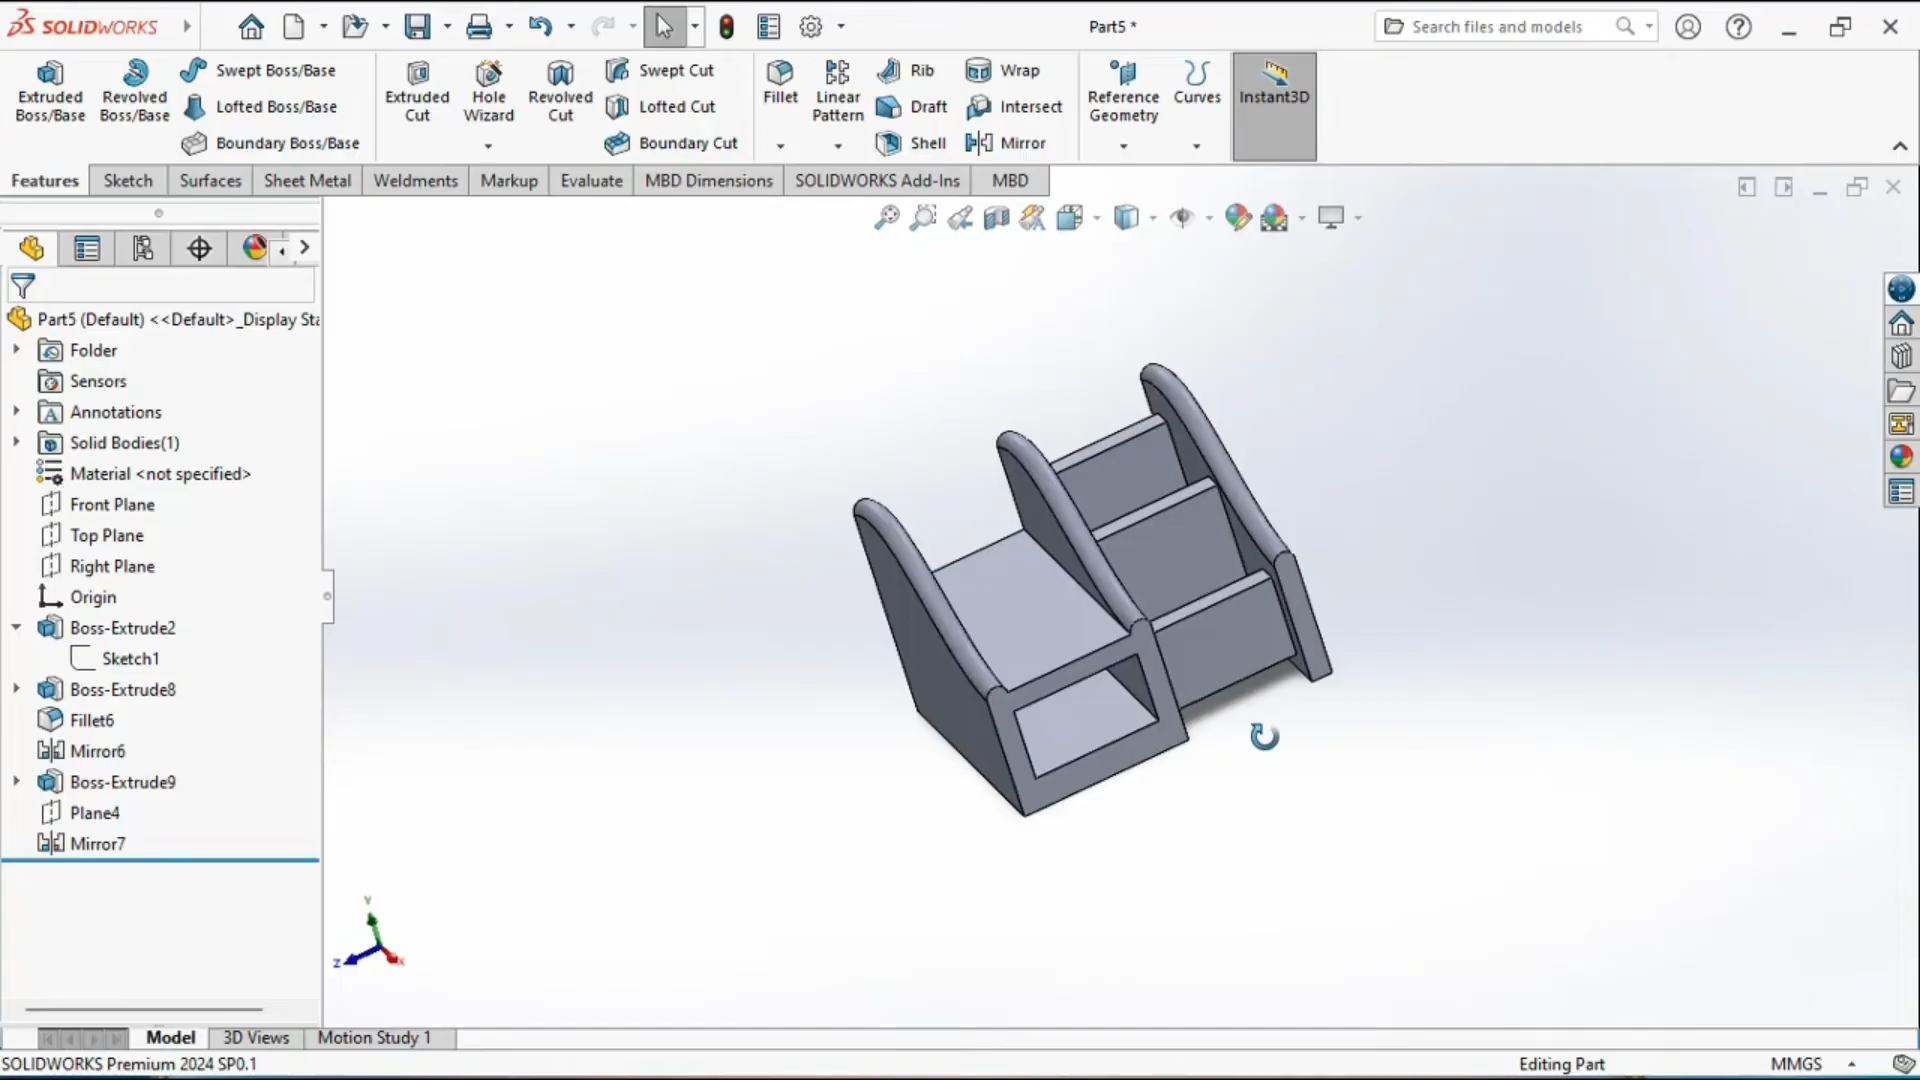 SOLIDWORKS
Part5 *
Search files and models
Extruded Boss/Base
Revolved Boss/Base
Swept Boss/Base
Lofted Boss/Base
Boundary Boss/Base
Extruded Cut
Hole Wizard
Revolved Cut
Swept Cut
Lofted Cut
Boundary Cut
Fillet
Linear Pattern
Rib
Draft
Shell
Wrap
Intersect
Mirror
Reference Geometry
Curves
Instant3D
Features
Sketch
Surfaces
Sheet Metal
Weldments
Markup
Evaluate
MBD Dimensions
SOLIDWORKS Add-Ins
MBD
Part5 (Default) <<Default>_Display Sta
Folder
Sensors
Annotations
Solid Bodies(1)
Material <not specified>
Front Plane
Top Plane
Right Plane
Origin
Boss-Extrude2
Sketch1
Boss-Extrude8
Fillet6
Mirror6
Boss-Extrude9
Plane4
Mirror7
Y
Z
X
Model
3D Views
Motion Study 1
SOLIDWORKS Premium 2024 SP0.1
Editing Part
MMGS